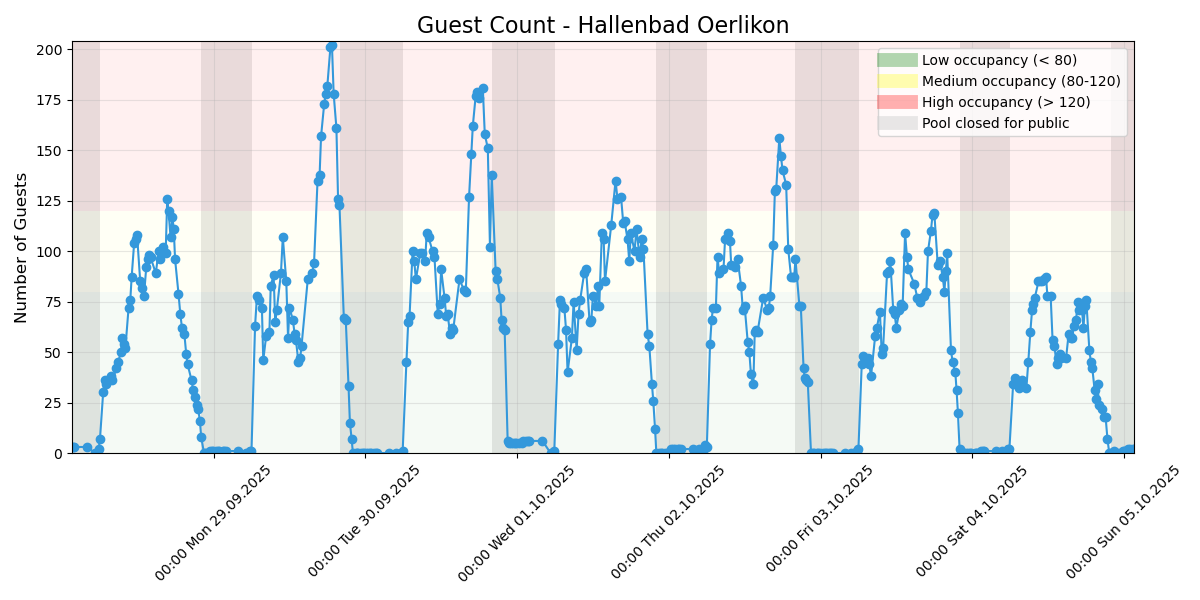 Guest Count - Hallenbad Oerlikon
Number of Guests
200
175
150
125
100
75
50
25
0
Low occupancy (< 80)
Medium occupancy (80-120)
High occupancy (> 120)
Pool closed for public
00:00 Mon 29.09.2025
00:00 Tue 30.09.2025
00:00 Wed 01.10.2025
00:00 Thu 02.10.2025
00:00 Fri 03.10.2025
00:00 Sat 04.10.2025
00:00 Sun 05.10.2025